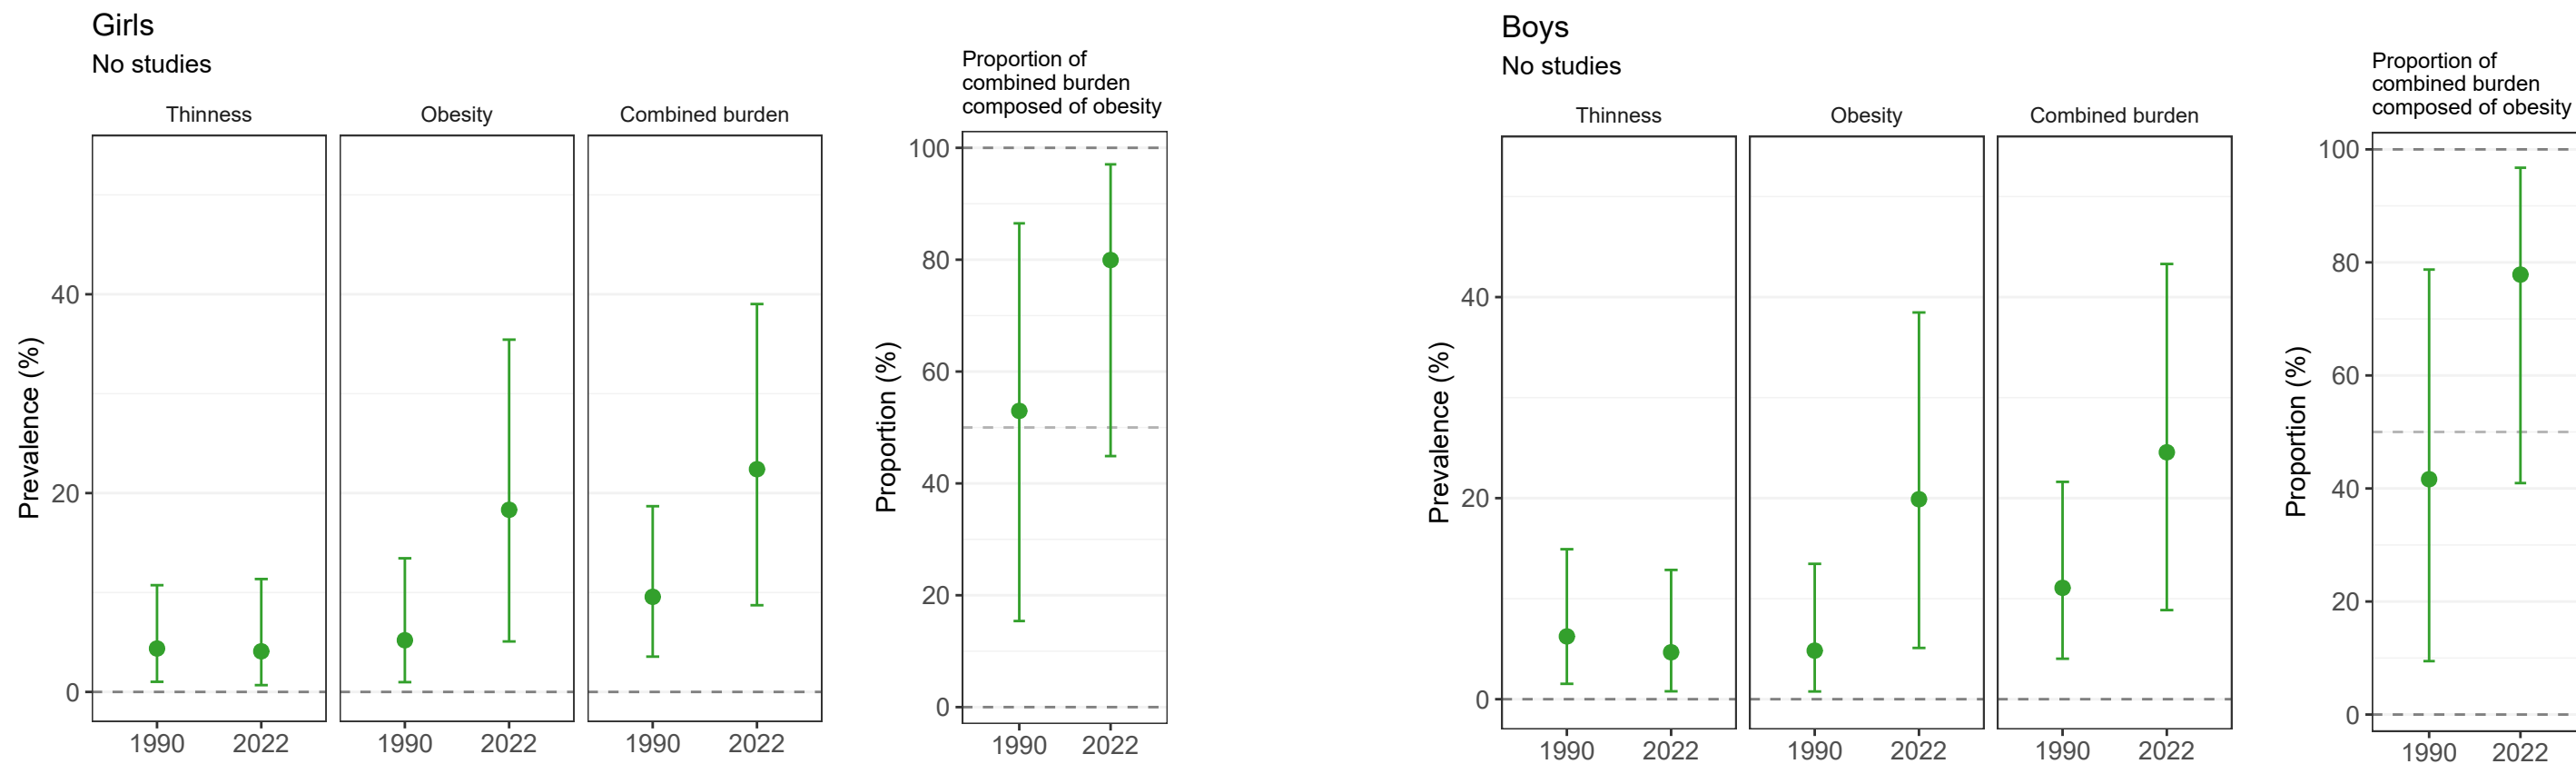 Girls
No studies
Thinness
Obesity
Combined burden
Proportion of
combined burden
composed of obesity
Prevalence (%)
40
20
0
1990 2022
1990 2022
1990 2022
Proportion (%)
100
80
60
40
20
0
1990 2022
Boys
No studies
Thinness
Obesity
Combined burden
Proportion of
combined burden
composed of obesity
Prevalence (%)
40
20
0
1990 2022
1990 2022
1990 2022
Proportion (%)
100
80
60
40
20
0
1990 2022